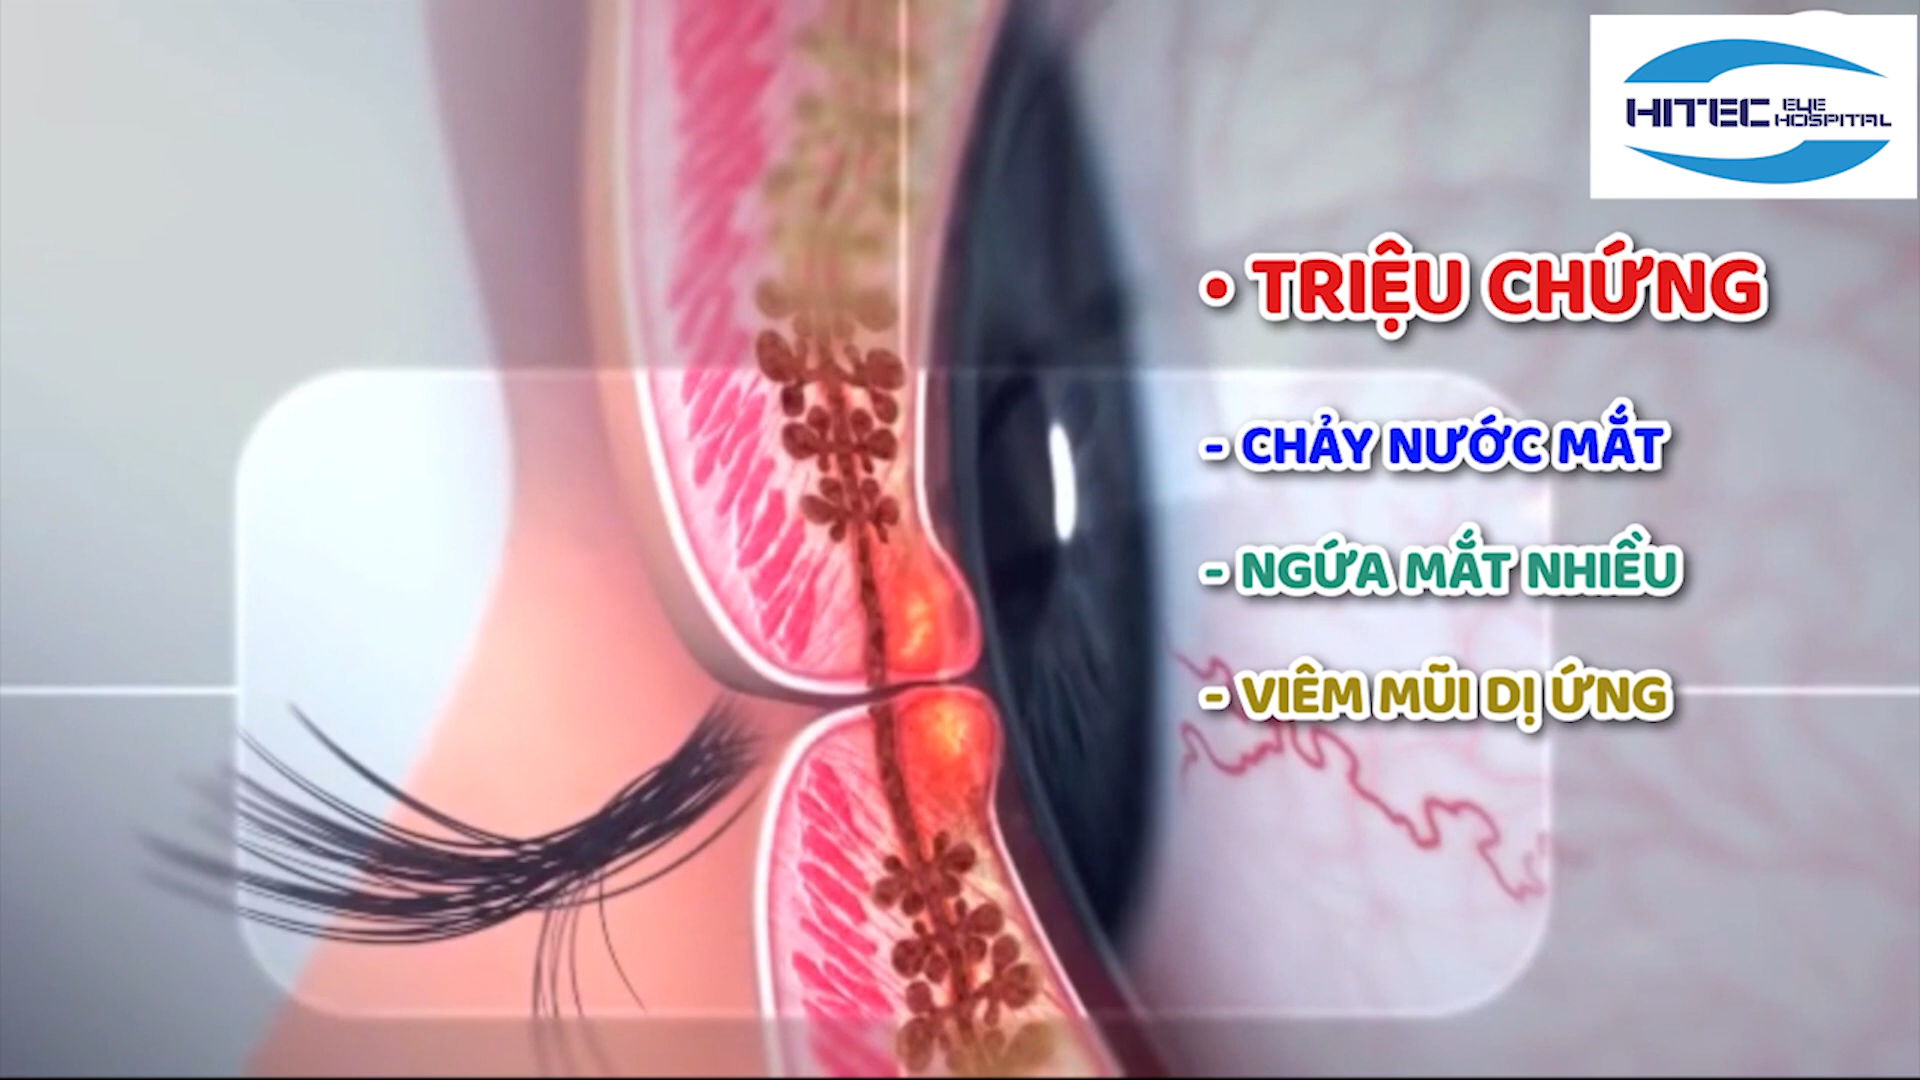 HITEC EYE HOSPITAL
• TRIỆU CHỨNG
- CHẢY NƯỚC MẮT
- NGỨA MẮT NHIỀU
- VIÊM MŨI DỊ ỨNG